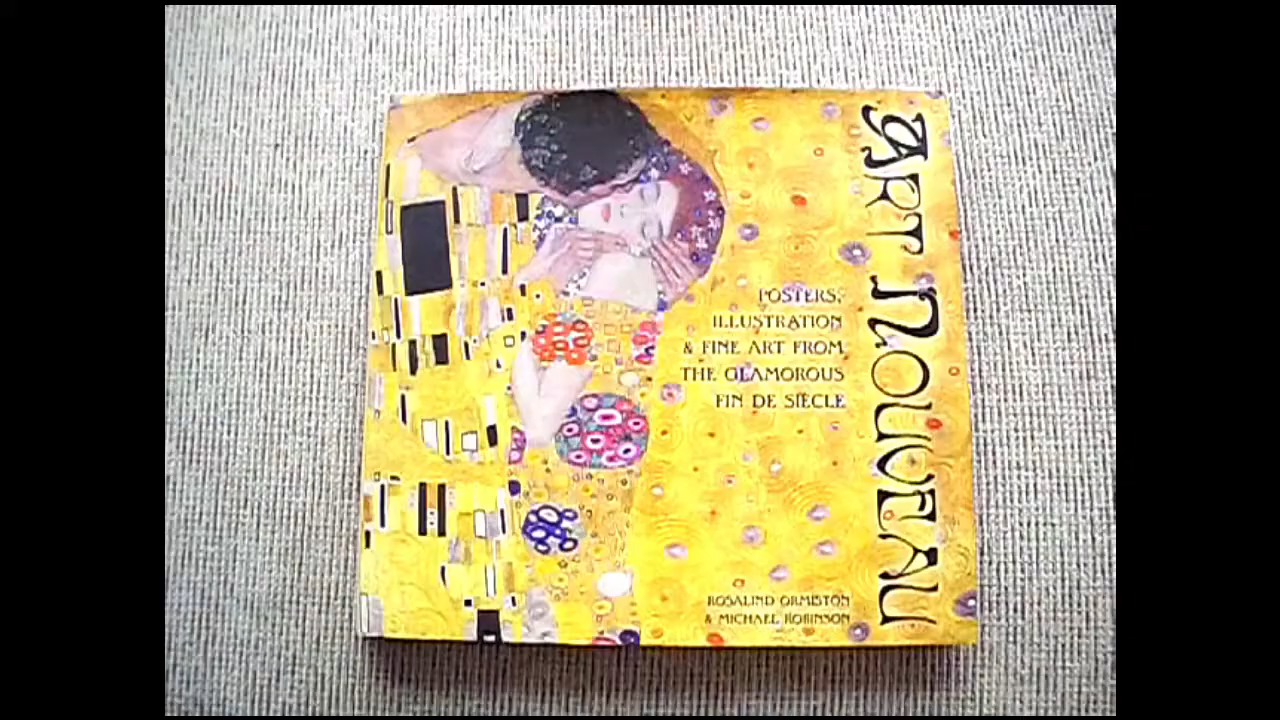 ART NOUVEAU
POSTERS,
ILLUSTRATION
& FINE ART FROM
THE GLAMOROUS
FIN DE SIÈCLE
ROSALIND ORMISTON
& MICHAEL ROBINSON